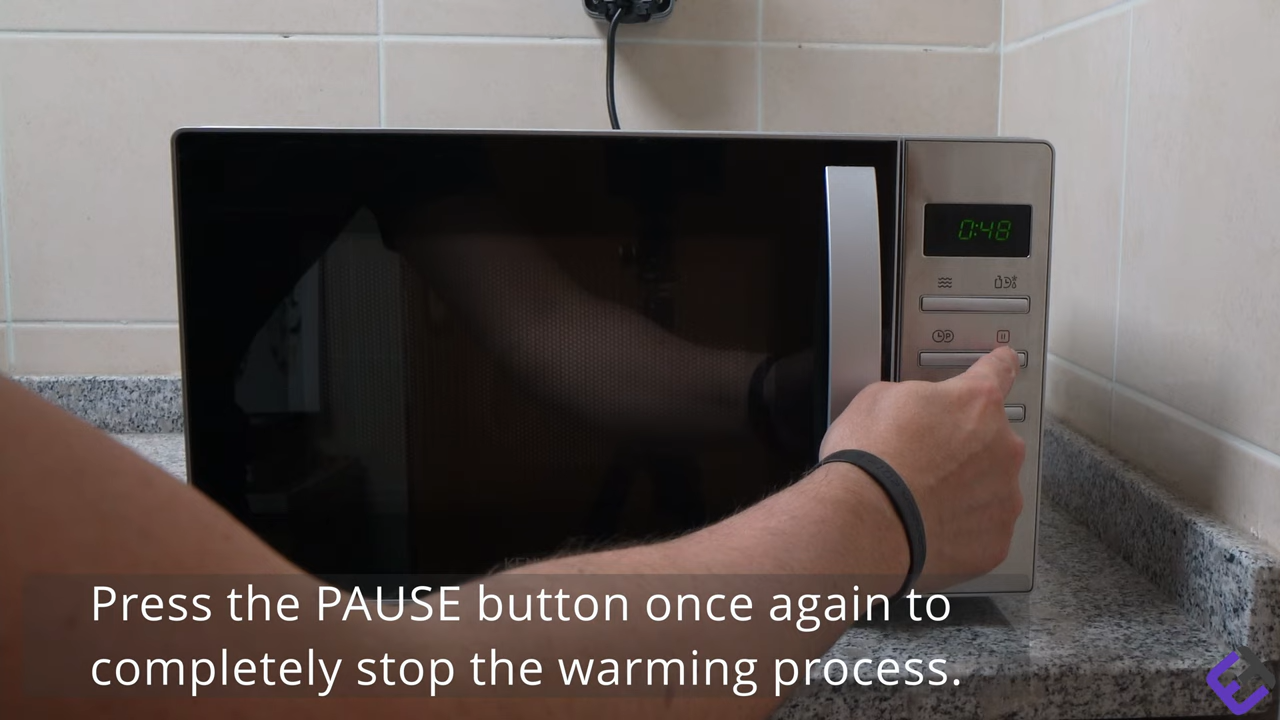 0:48
P
Press the PAUSE button once again to
completely stop the warming process.